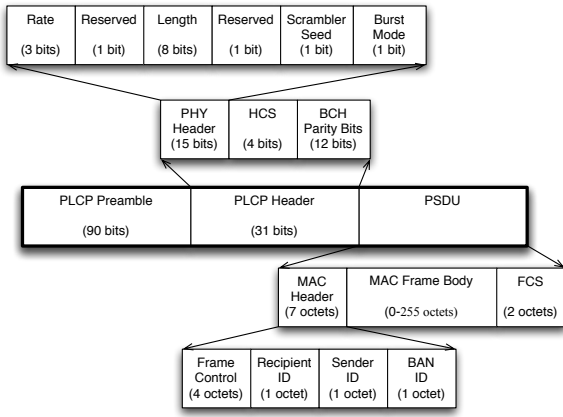 Rate Reserved Length Reserved Scrambler Seed Burst Mode
(3 bits) (1 bit) (8 bits) (1 bit) (1 bit) (1 bit)
PHY Header HCS BCH Parity Bits
(15 bits) (4 bits) (12 bits)
PLCP Preamble PLCP Header PSDU
(90 bits) (31 bits)
MAC Header MAC Frame Body FCS
(7 octets) (0-255 octets) (2 octets)
Frame Control Recipient ID Sender ID BAN ID
(4 octets) (1 octet) (1 octet) (1 octet)